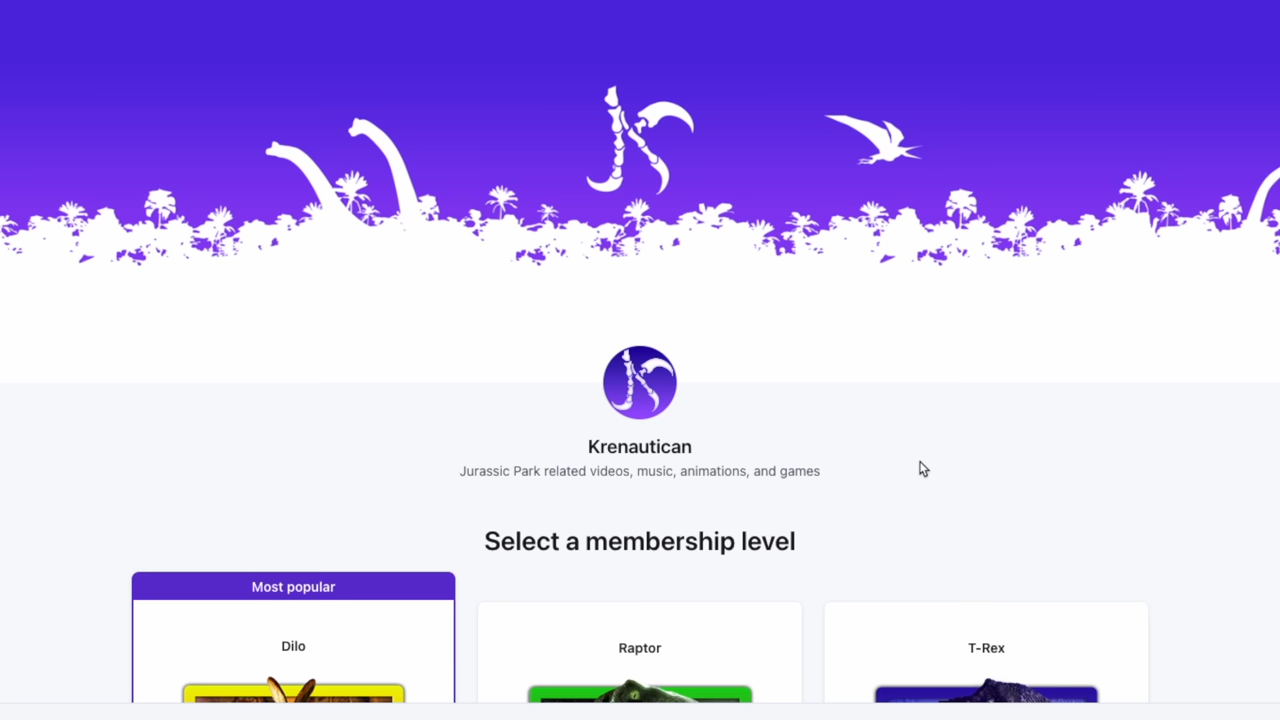 Krenautican
Jurassic Park related videos, music, animations, and games
Select a membership level
Most popular
Dilo
Raptor
T-Rex